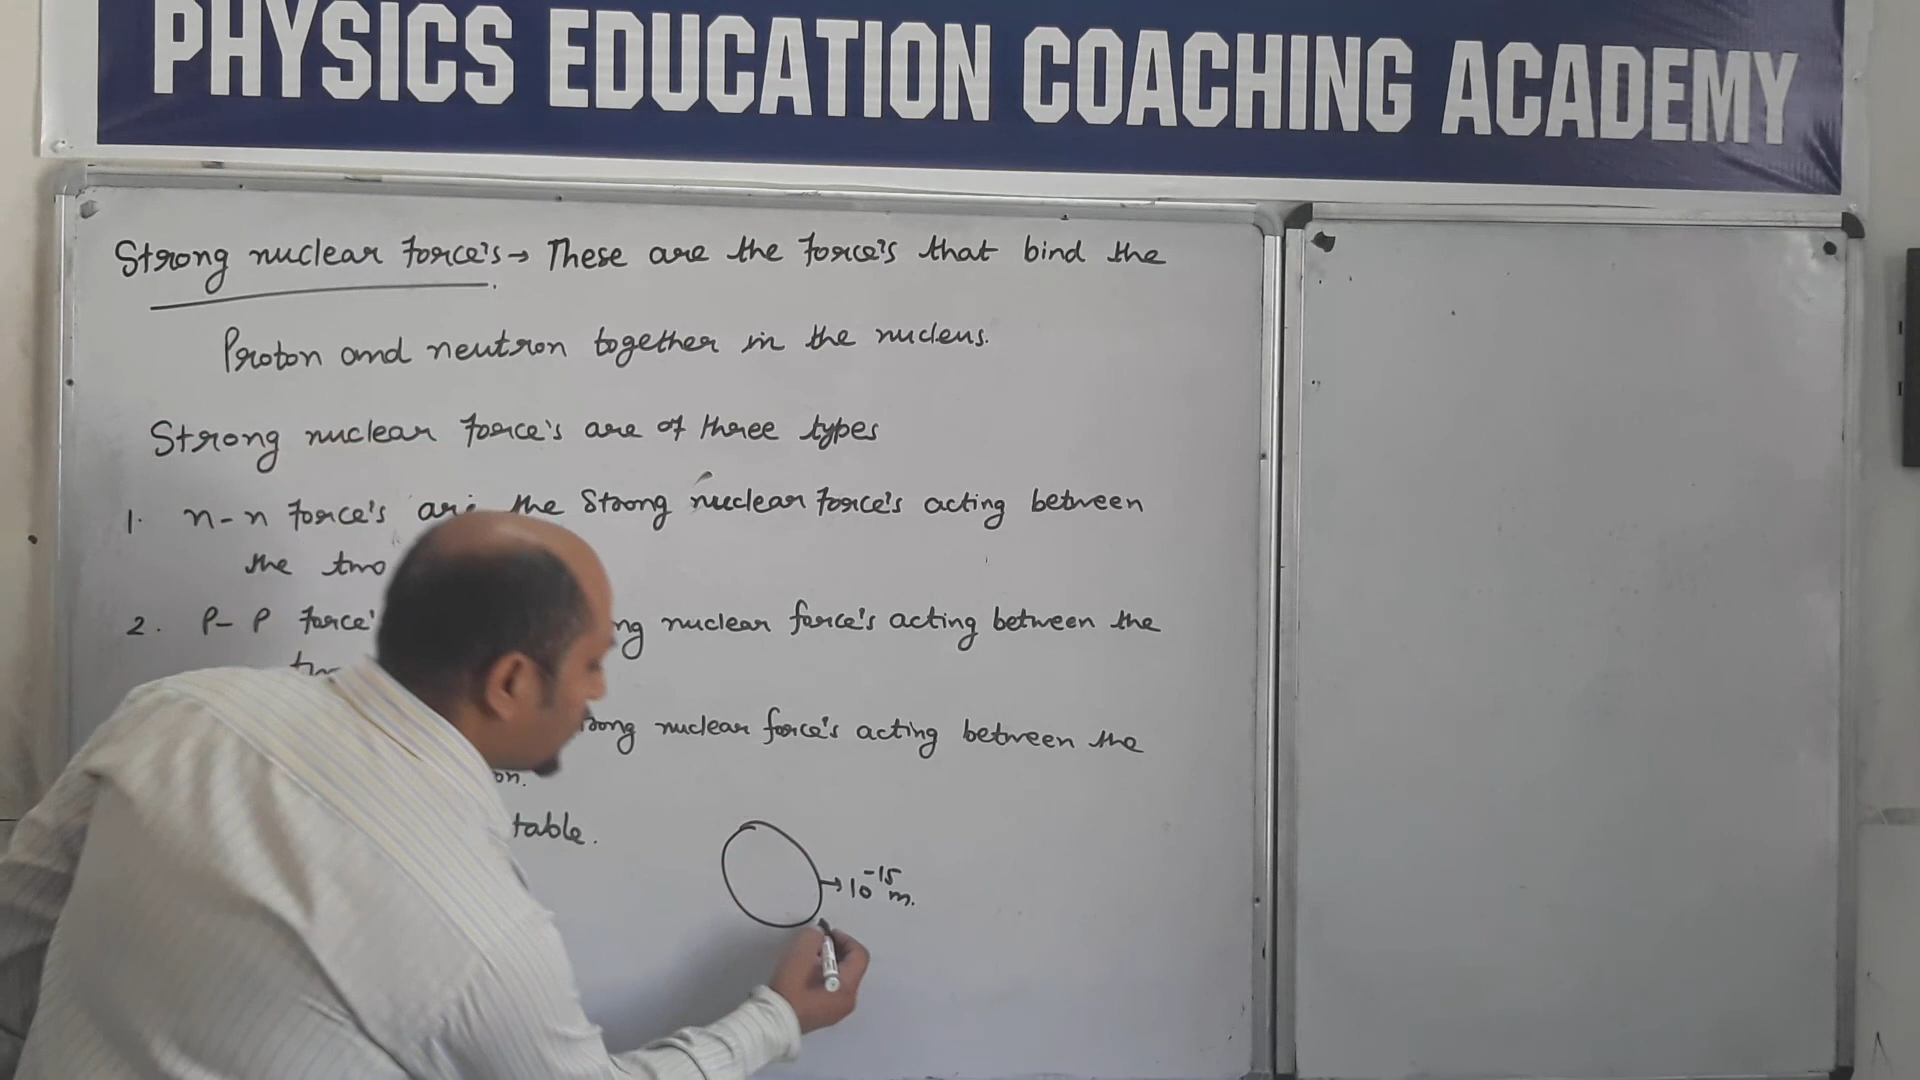 PHYSICS EDUCATION COACHING ACADEMY
Strong nuclear force's → These are the force's that bind the
Proton and neutron together in the nucleus.
Strong nuclear force's are of three types
1. n-n force's are the Strong nuclear force's acting between
the two
2. P-P force's nuclear force's acting between the
nuclear force's acting between the
10⁻¹⁵ m.